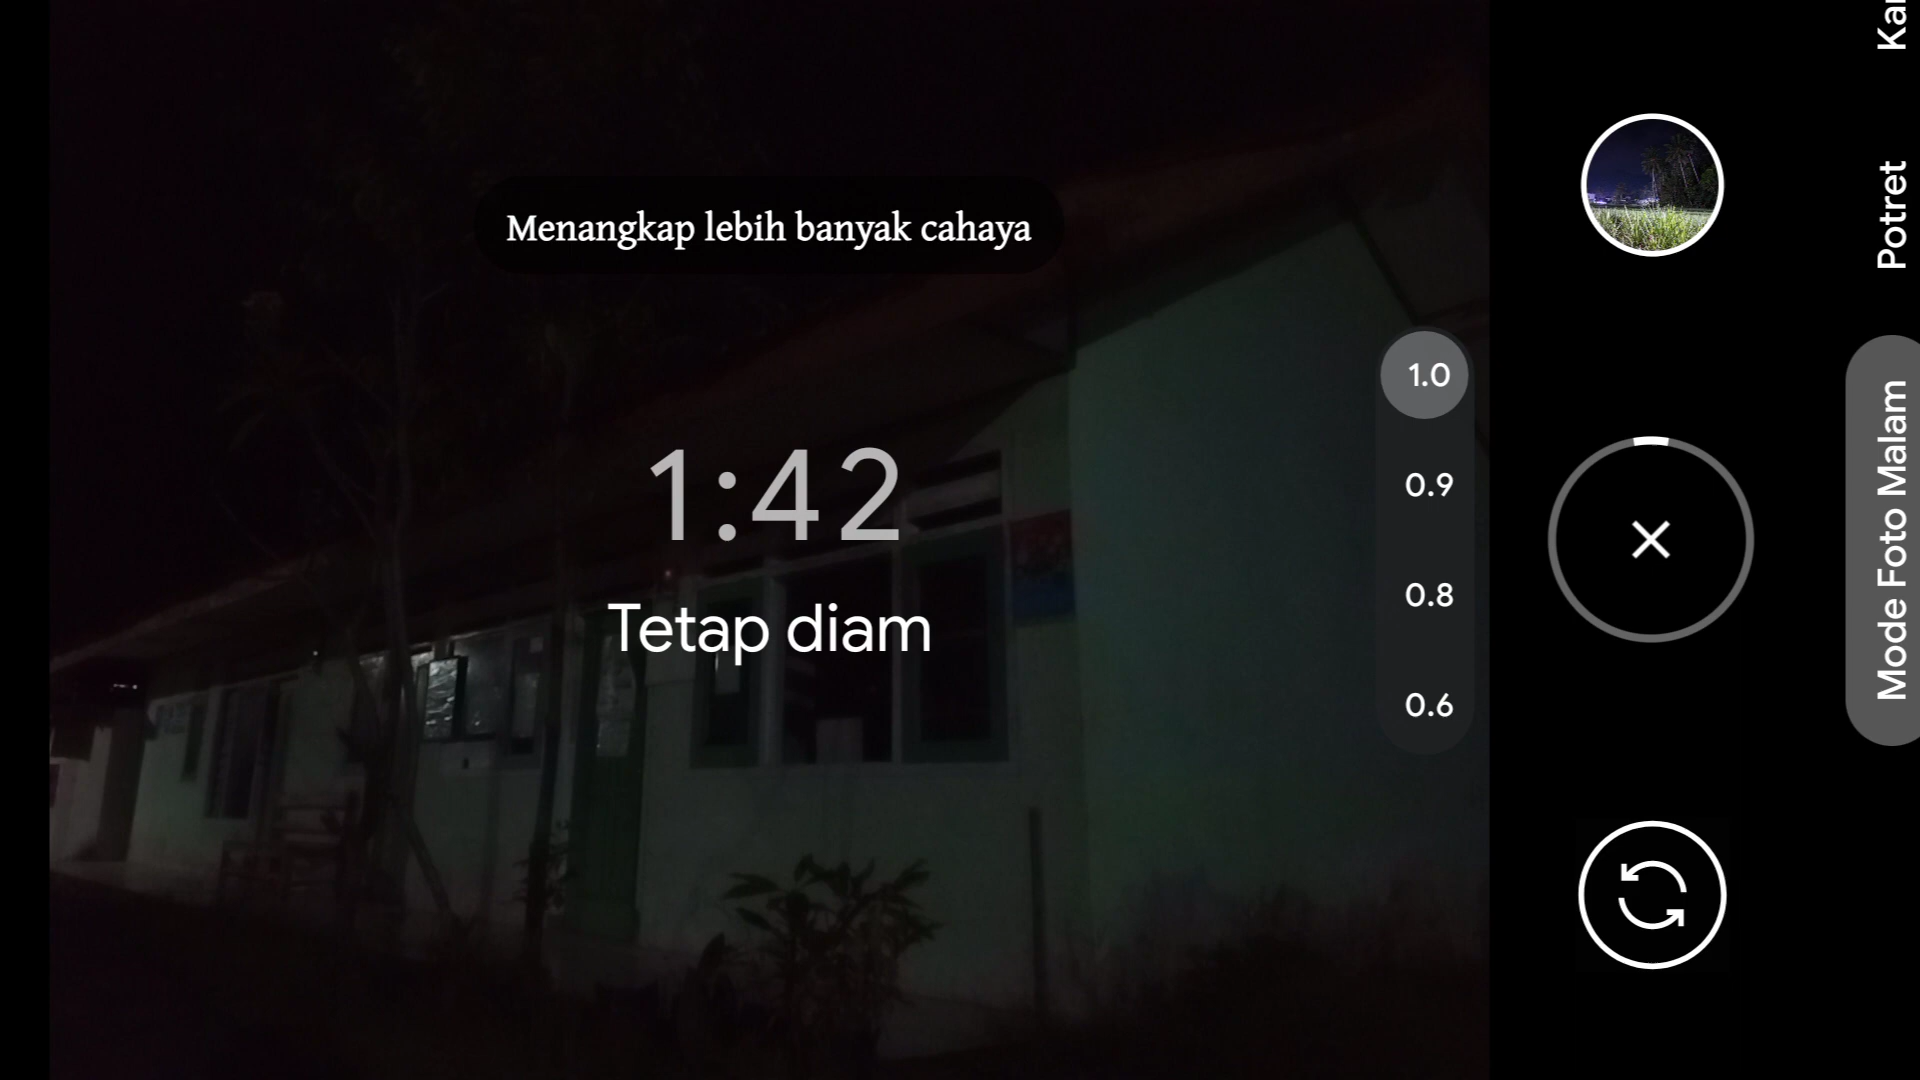 Menangkap lebih banyak cahaya
1:42
Tetap diam
1.0
0.9
0.8
0.6
Potret
Mode Foto Malam